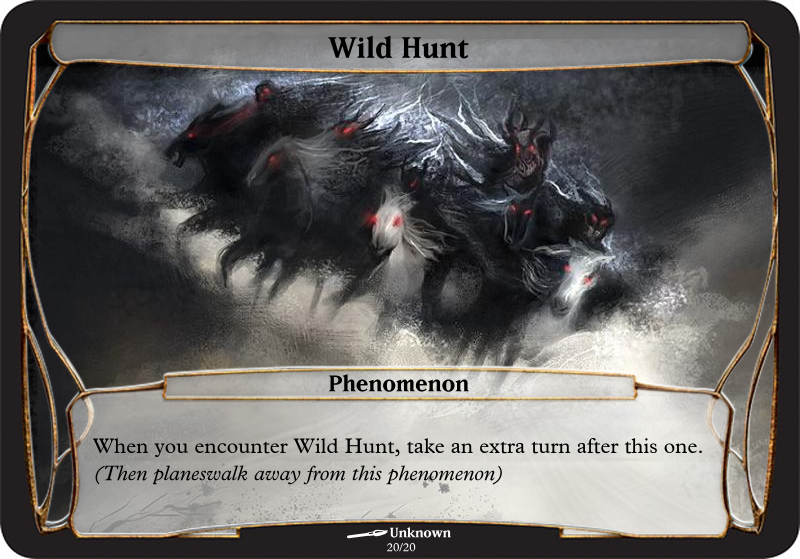 Wild Hunt
Phenomenon
When you encounter Wild Hunt, take an extra turn after this one.
(Then planeswalk away from this phenomenon)
Unknown
20/20